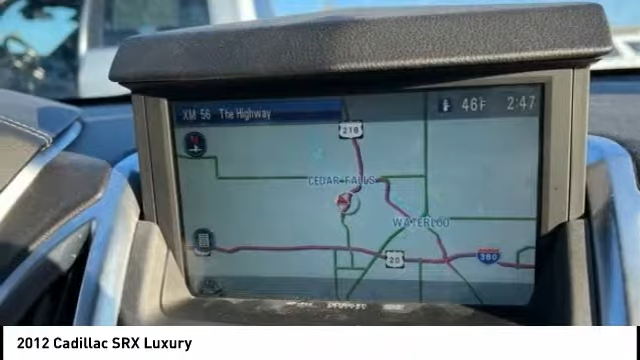 XM 56 The Highway
46F 2:47
218
CEDAR FALLS
WATERLOO
20
380
2012 Cadillac SRX Luxury